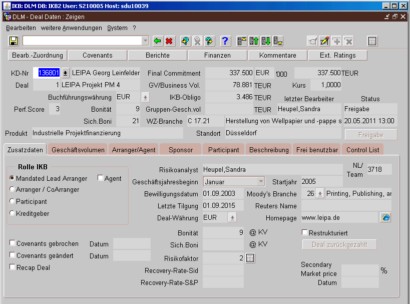 IKB: DLM DB: IKB2 User: S210005 Host: sdu10039
DLM - Deal Daten : Zeigen
Bearbeiten weitere Anwendungen System ?
Bearb.-Zuordnung Covenants Berichte Finanzen Kommentare Ext. Ratings
KD-Nr 136801 LEIPA Georg Leinfelder Final Commitment 337.500 EUR '000 337.500 TEUR
Deal 1 LEIPA Projekt PM 4 GV/Business Vol. 78.881 TEUR Kurs 1,0000
Buchführungswährung EUR IKB-Obligo 3.486 TEUR letzter Bearbeiter Status
Perf.Score 3 Bonität 9 Gruppen-Gesch.vol TEUR Heupel,Sandra Freigabe
Sich.Boni 21 WZ-Branche C 17.21 Herstellung von Wellpapier und -pappe s 20.05.2011 13:00
Produkt Industrielle Projektfinanzierung Standort Düsseldorf Freigabe
Zusatzdaten Geschäftsvolumen Arranger/Agent Sponsor Participant Beschreibung Frei benutzbar Control List
Rolle IKB
Mandated Lead Arranger Agent
Arranger / CoArranger
Participant
Kreditgeber
Covenants gebrochen Datum
Covenants geändert Datum
Recap Deal
Risikoanalyst Heupel,Sandra NL/Team 3718
Geschäftsjahresbeginn Januar Startjahr 2005
Bewilligungsdatum 01.09.2003 Moody's Branche 26 Printing, Publishing, a
Letzte Tilgung 01.09.2015 Reuters Name
Deal-Währung EUR Homepage www.leipa.de
Bonität 9 @ KV Restrukturiert
Sich Boni @ KV Deal zurückgezahlt
Risikofaktor 2
Recovery-Rate-Sid
Recovery-Rate-S&P
Secondary
Market price %
Datum